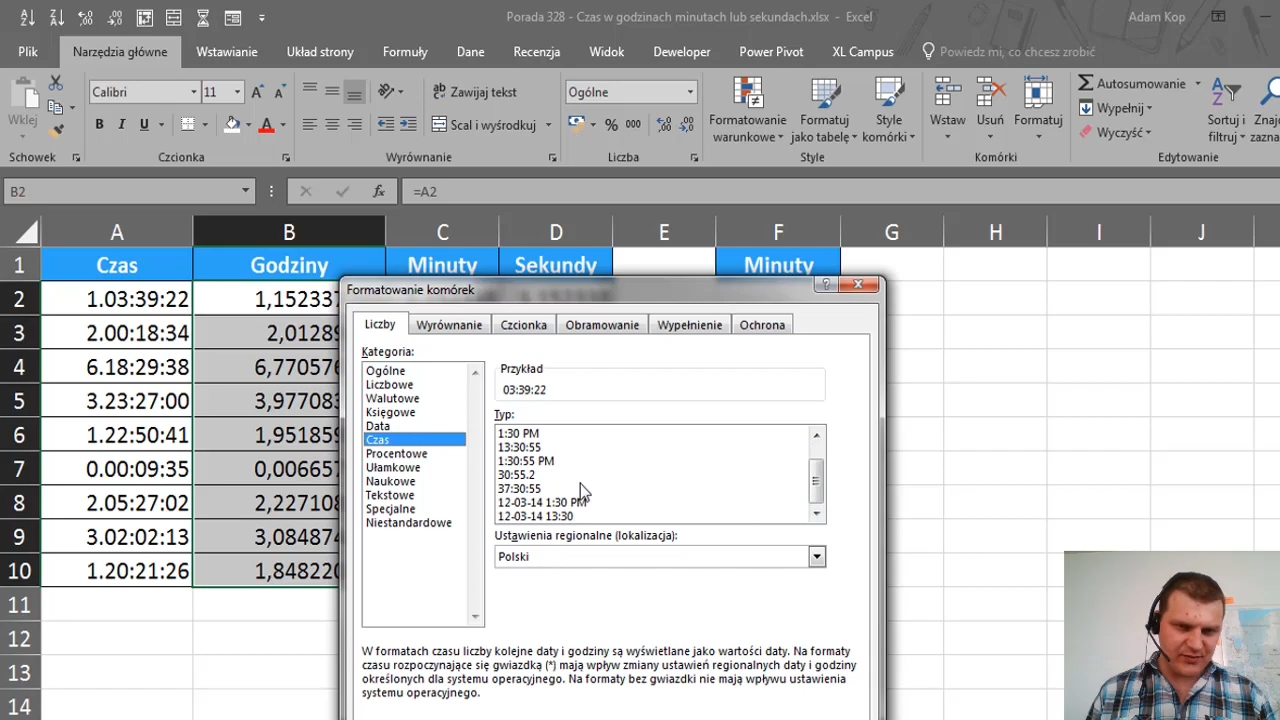 Porada 328 - Czas w godzinach minutach lub sekundach.xlsx - Excel
Adam Kop
Plik Narzędzia główne Wstawianie Układ strony Formuły Dane Recenzja Widok Deweloper Power Pivot XL Campus Powiedz mi, co chcesz zrobić
Wklej Calibri 11 Zawijaj tekst Ogólne Autosumowanie
B I U Scal i wyśrodkuj % 000 Formatowanie warunkowe Formatuj jako tabelę Style komórki Wstaw Usuń Formatuj Wypełnij Wyczyść Sortuj i filtruj
Schowek Czcionka Wyrównanie Liczba Style Komórki Edytowanie
B2 fx =A2
A B C D E F G H I J
1 Czas Godziny Minuty Sekundy Minuty
2 1.03:39:22 1,152337
3 2.00:18:34 2,01289
4 6.18:29:38 6,770576
5 3.23:27:00 3,977083
6 1.22:50:41 1,951859
7 0.00:09:35 0,006657
8 2.05:27:02 2,227108
9 3.02:02:13 3,084874
10 1.20:21:26 1,848220
11
12
13
14
Formatowanie komórek
Liczby Wyrównanie Czcionka Obramowanie Wypełnienie Ochrona
Kategoria:
Ogólne
Liczbowe
Walutowe
Księgowe
Data
Czas
Procentowe
Ułamkowe
Naukowe
Tekstowe
Specjalne
Niestandardowe
Przykład
03:39:22
Typ:
1:30 PM
13:30:55
1:30:55 PM
30:55.2
37:30:55
12-03-14 1:30 PM
12-03-14 13:30
Ustawienia regionalne (lokalizacja):
Polski
W formatach czasu liczby kolejne daty i godziny są wyświetlane jako wartości daty. Na formaty
czasu rozpoczynające się gwiazdką (*) mają wpływ zmiany ustawień regionalnych daty i godziny
określonych dla systemu operacyjnego. Na formaty bez gwiazdki nie mają wpływu ustawienia
systemu operacyjnego.